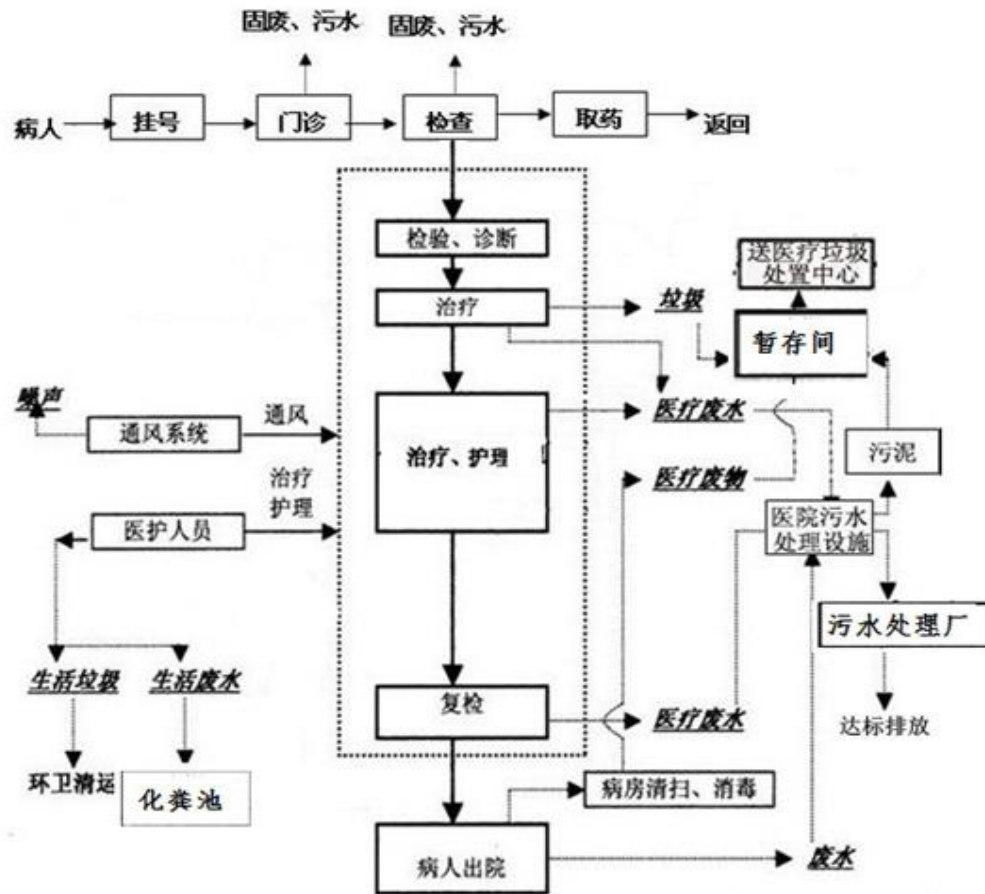 固废、污水
固废、污水
病人
挂号
门诊
检查
取药
返回
检验、诊断
送医疗垃圾
处置中心
治疗
垃圾
暂存间
噪声
通风系统
通风
治疗、护理
医疗废水
污泥
治疗
护理
医疗废物
医护人员
医院污水
处理设施
污水处理厂
生活垃圾
生活废水
复检
医疗废水
达标排放
环卫清运
化粪池
病房清扫、消毒
病人出院
废水